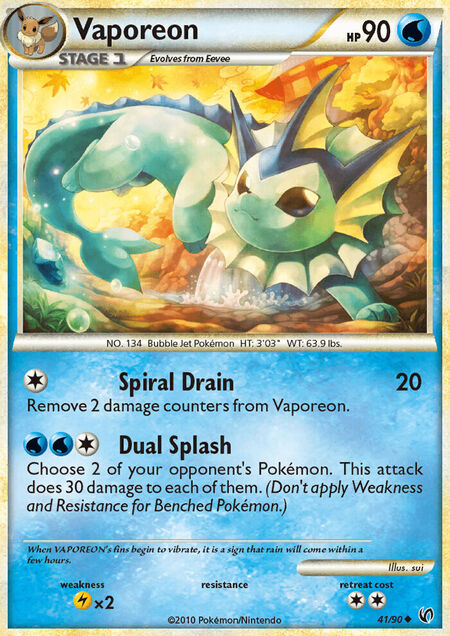 Vaporeon HP 90
STAGE 1 Evolves from Eevee
NO. 134 Bubble Jet Pokémon HT: 3'03" WT: 63.9 lbs.
Spiral Drain 20
Remove 2 damage counters from Vaporeon.
Dual Splash
Choose 2 of your opponent's Pokémon. This attack
does 30 damage to each of them. (Don't apply Weakness
and Resistance for Benched Pokémon.)
When VAPOREON's fins begin to vibrate, it is a sign that rain will come within a
few hours.
Illus. sui
weakness resistance retreat cost
×2
©2010 Pokémon/Nintendo 41/90